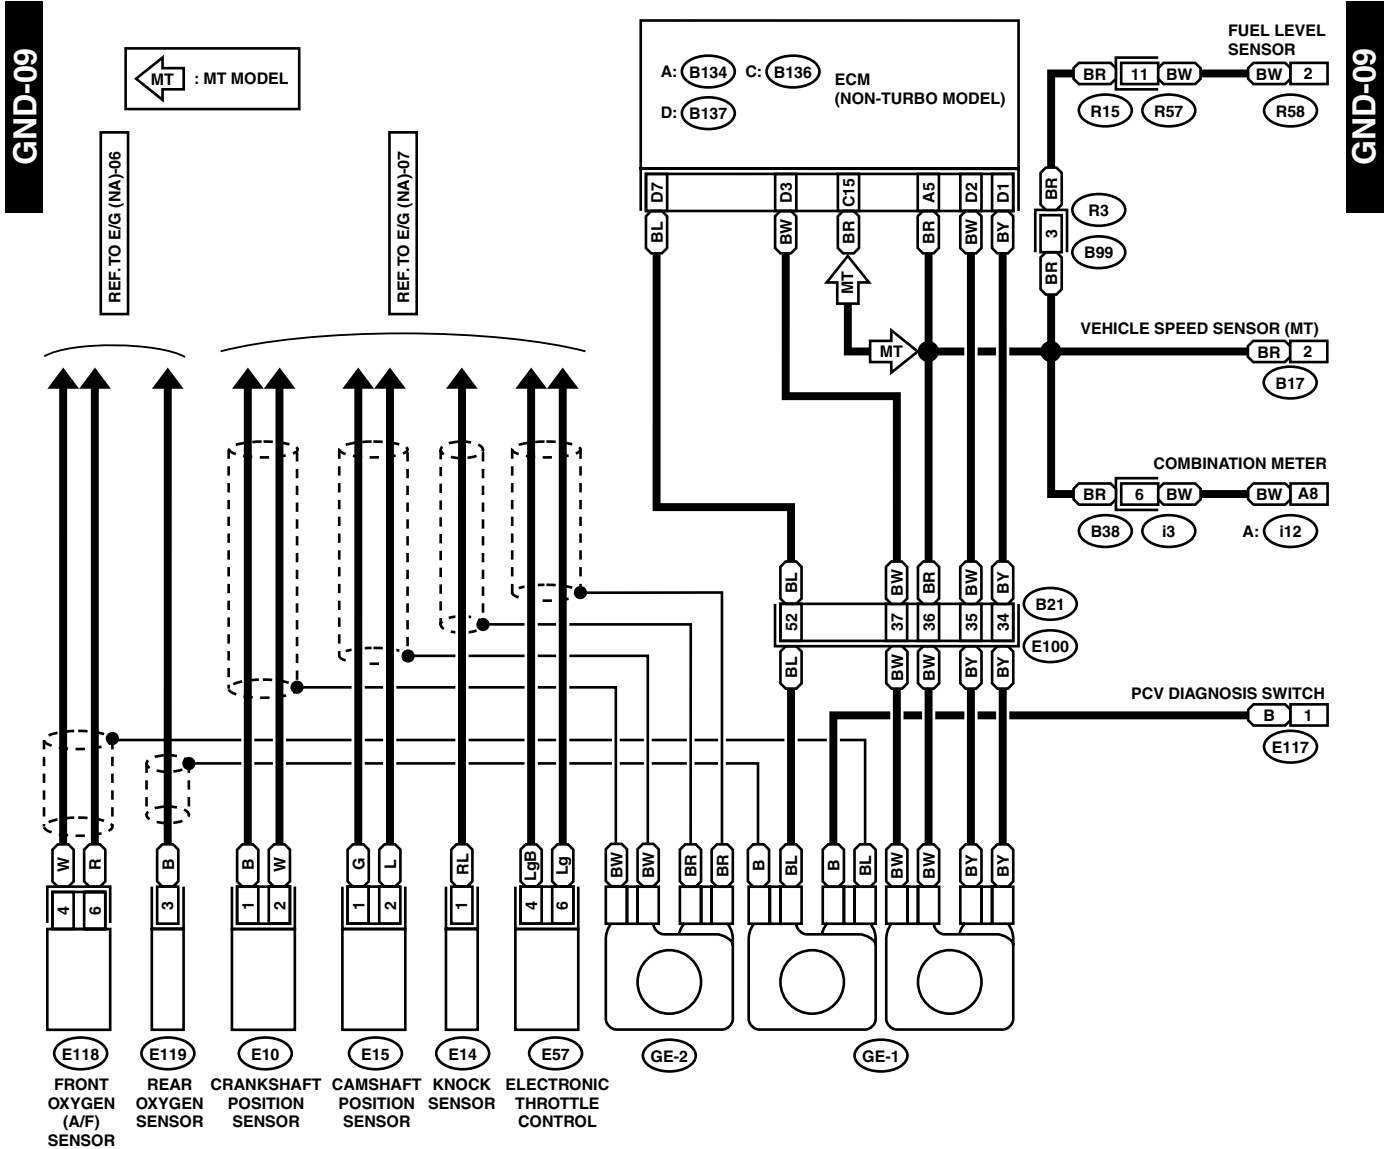 GND-09
GND-09
MT : MT MODEL
REF. TO E/G (NA)-06
REF. TO E/G (NA)-07
A: B134 C: B136
D: B137
ECM
(NON-TURBO MODEL)
D7 D3 C15 A5 D2 D1
BL BW BR BR BW BY
MT
MT
FUEL LEVEL
SENSOR
BR 11 BW BW 2
R15 R57 R58
BR
3
BR
R3
B99
VEHICLE SPEED SENSOR (MT)
BR 2
B17
COMBINATION METER
BR 6 BW BW A8
B38 i3 A: i12
BL BW BR BW BY
52 37 36 35 34
BL BW BW BY BY
B21
E100
PCV DIAGNOSIS SWITCH
B 1
E117
W R B B W G L RL LgB Lg BW BW BR BR B BL B BL BW BW BY BY
4 6 3 1 2 1 2 1 4 6
E118 E119 E10 E15 E14 E57 GE-2 GE-1
FRONT
OXYGEN
(A/F)
SENSOR
REAR
OXYGEN
SENSOR
CRANKSHAFT
POSITION
SENSOR
CAMSHAFT
POSITION
SENSOR
KNOCK
SENSOR
ELECTRONIC
THROTTLE
CONTROL